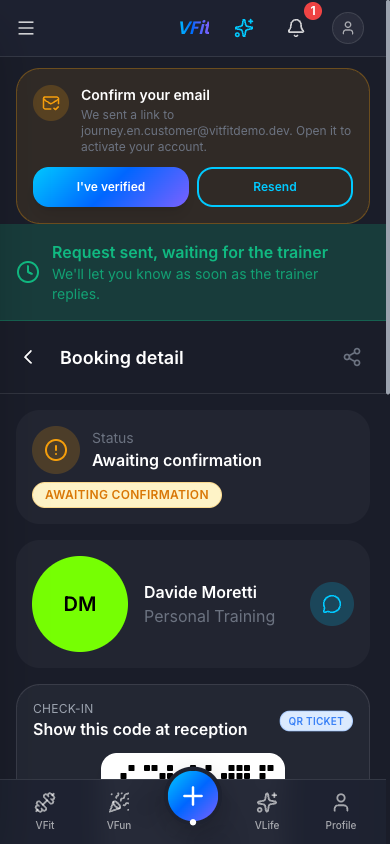 VFit
1
Confirm your email
We sent a link to
journey.en.customer@vitfitdemo.dev. Open it to
activate your account.
I've verified
Resend
Request sent, waiting for the trainer
We'll let you know as soon as the trainer
replies.
Booking detail
Status
Awaiting confirmation
AWAITING CONFIRMATION
DM
Davide Moretti
Personal Training
CHECK-IN
Show this code at reception
QR TICKET
VFit
VFun
VLife
Profile